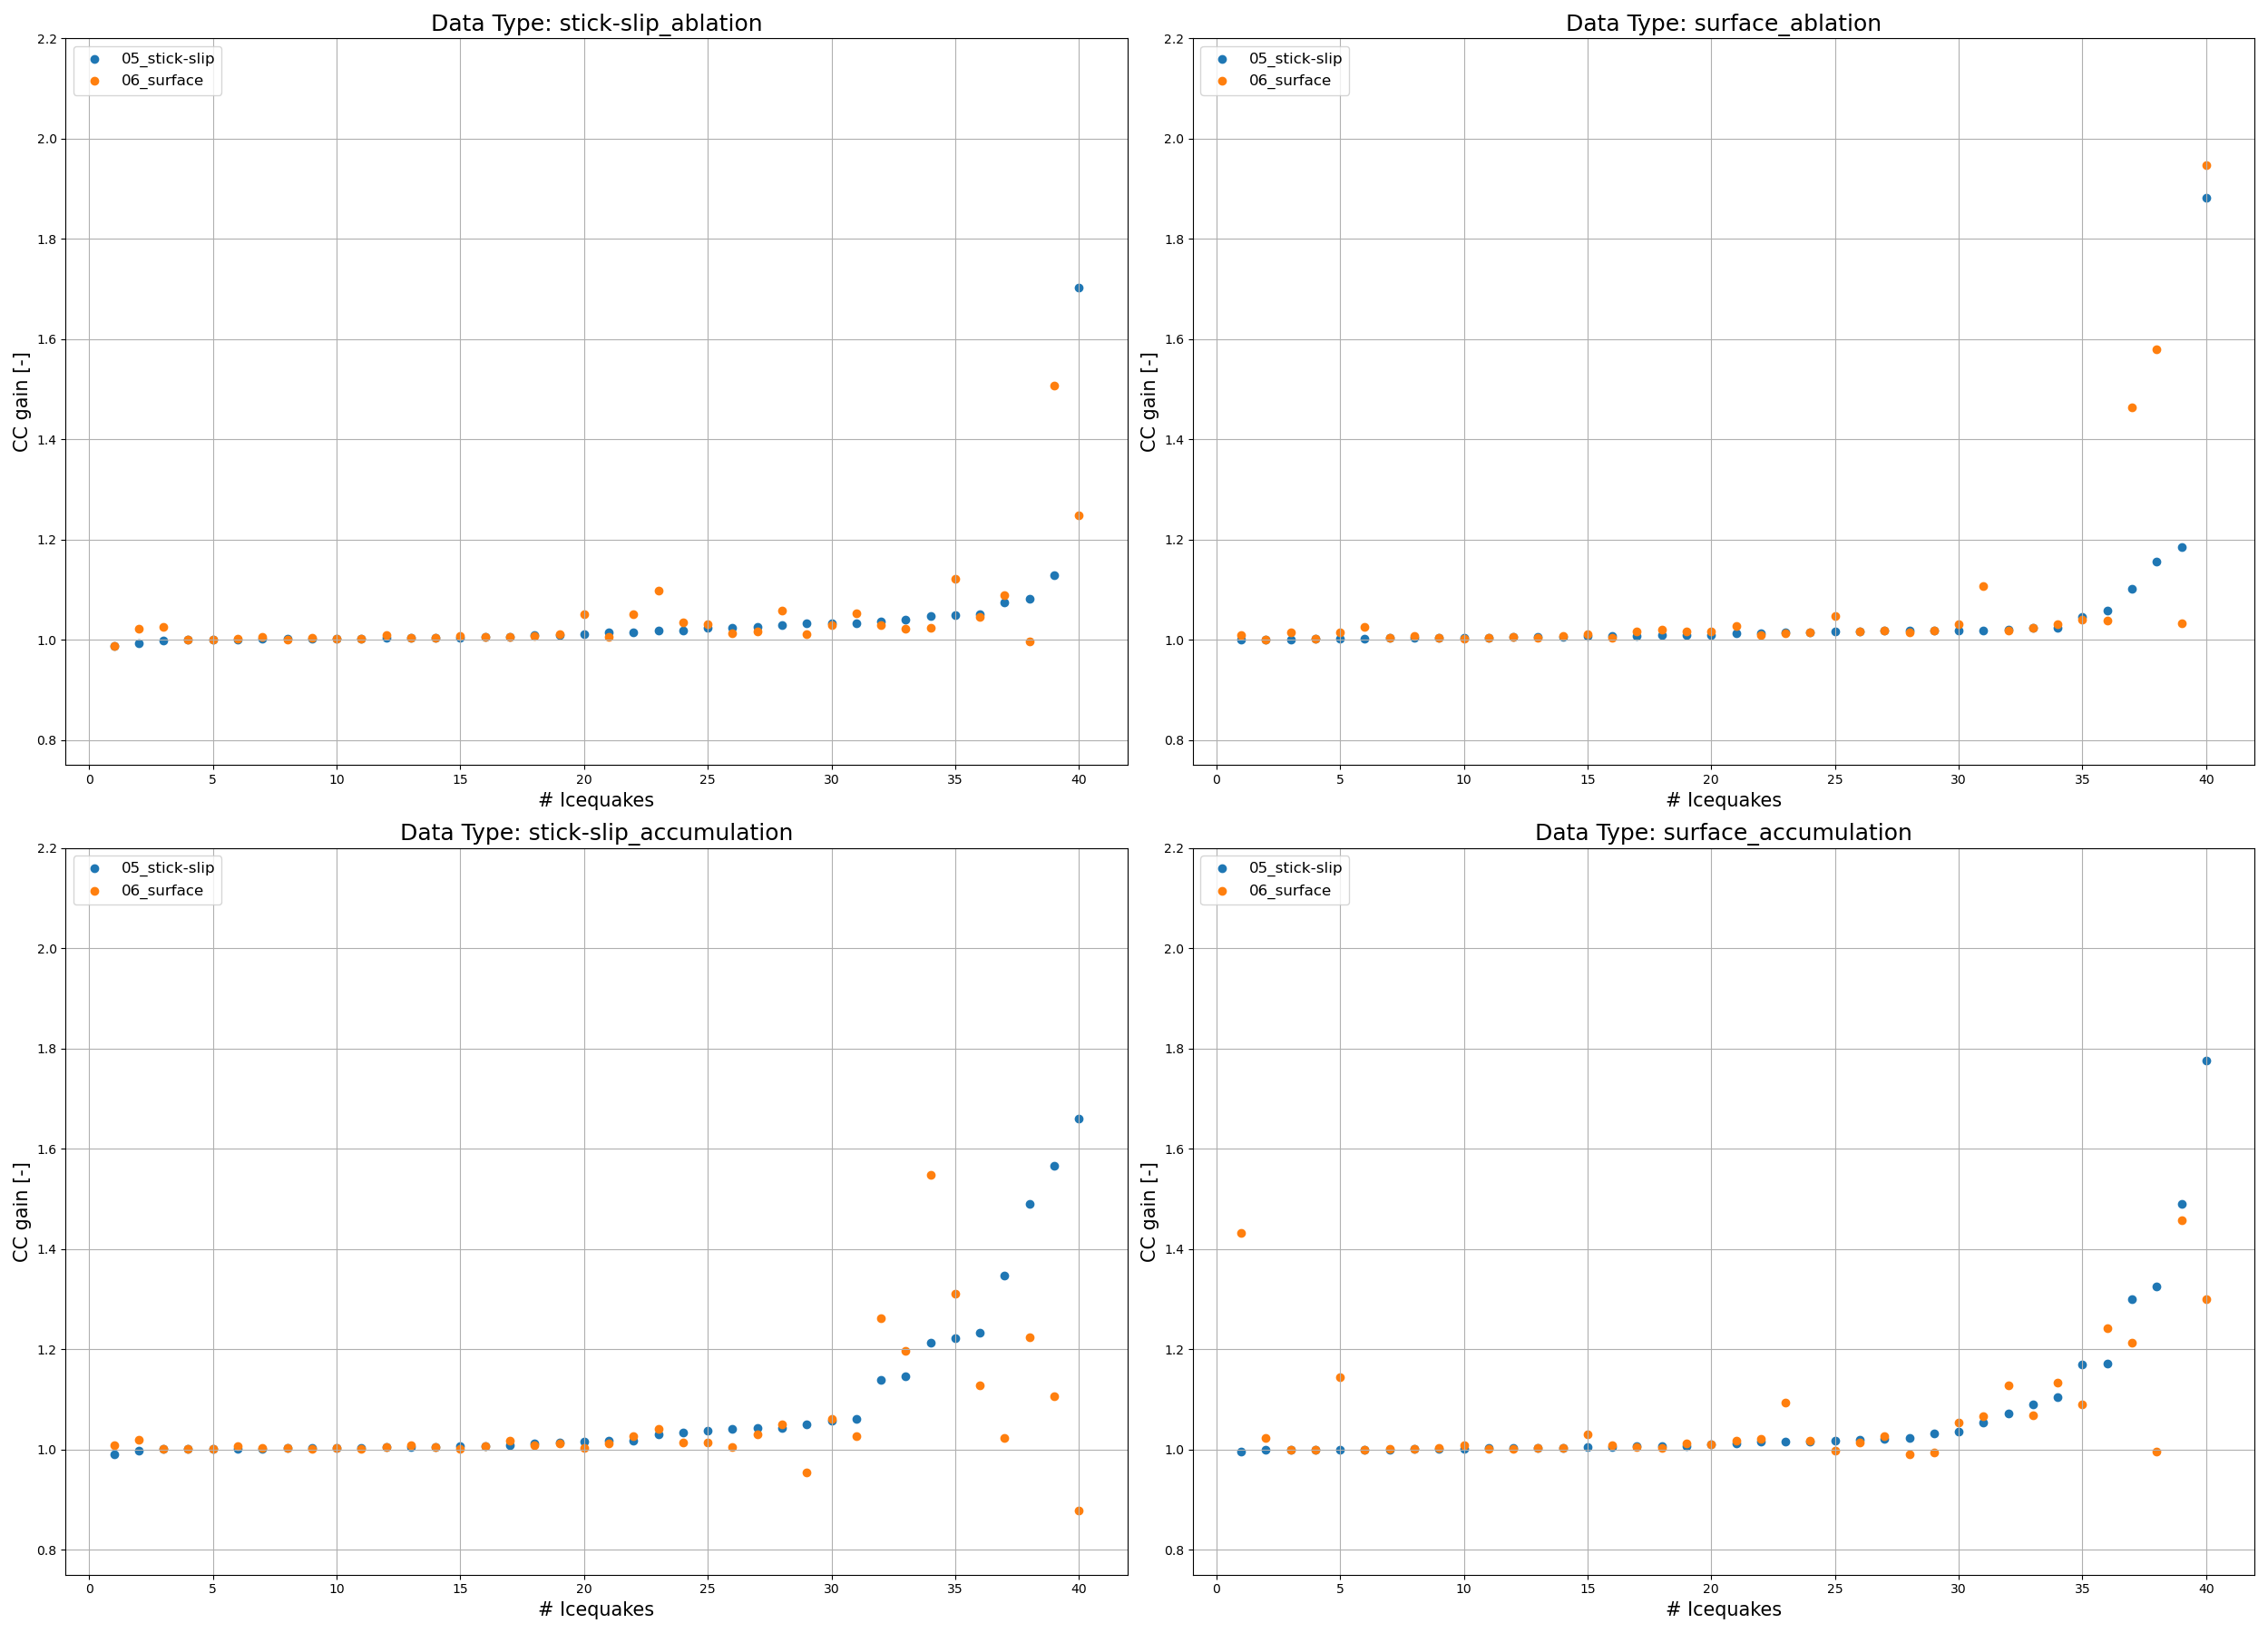 Data Type: stick-slip_ablation
2.2
2.0
1.8
1.6
1.4
1.2
1.0
0.8
CC gain [-]
05_stick-slip
06_surface
0 5 10 15 20 25 30 35 40
# Icequakes
Data Type: surface_ablation
2.2
2.0
1.8
1.6
1.4
1.2
1.0
0.8
CC gain [-]
05_stick-slip
06_surface
0 5 10 15 20 25 30 35 40
# Icequakes
Data Type: stick-slip_accumulation
2.2
2.0
1.8
1.6
1.4
1.2
1.0
0.8
CC gain [-]
05_stick-slip
06_surface
0 5 10 15 20 25 30 35 40
# Icequakes
Data Type: surface_accumulation
2.2
2.0
1.8
1.6
1.4
1.2
1.0
0.8
CC gain [-]
05_stick-slip
06_surface
0 5 10 15 20 25 30 35 40
# Icequakes